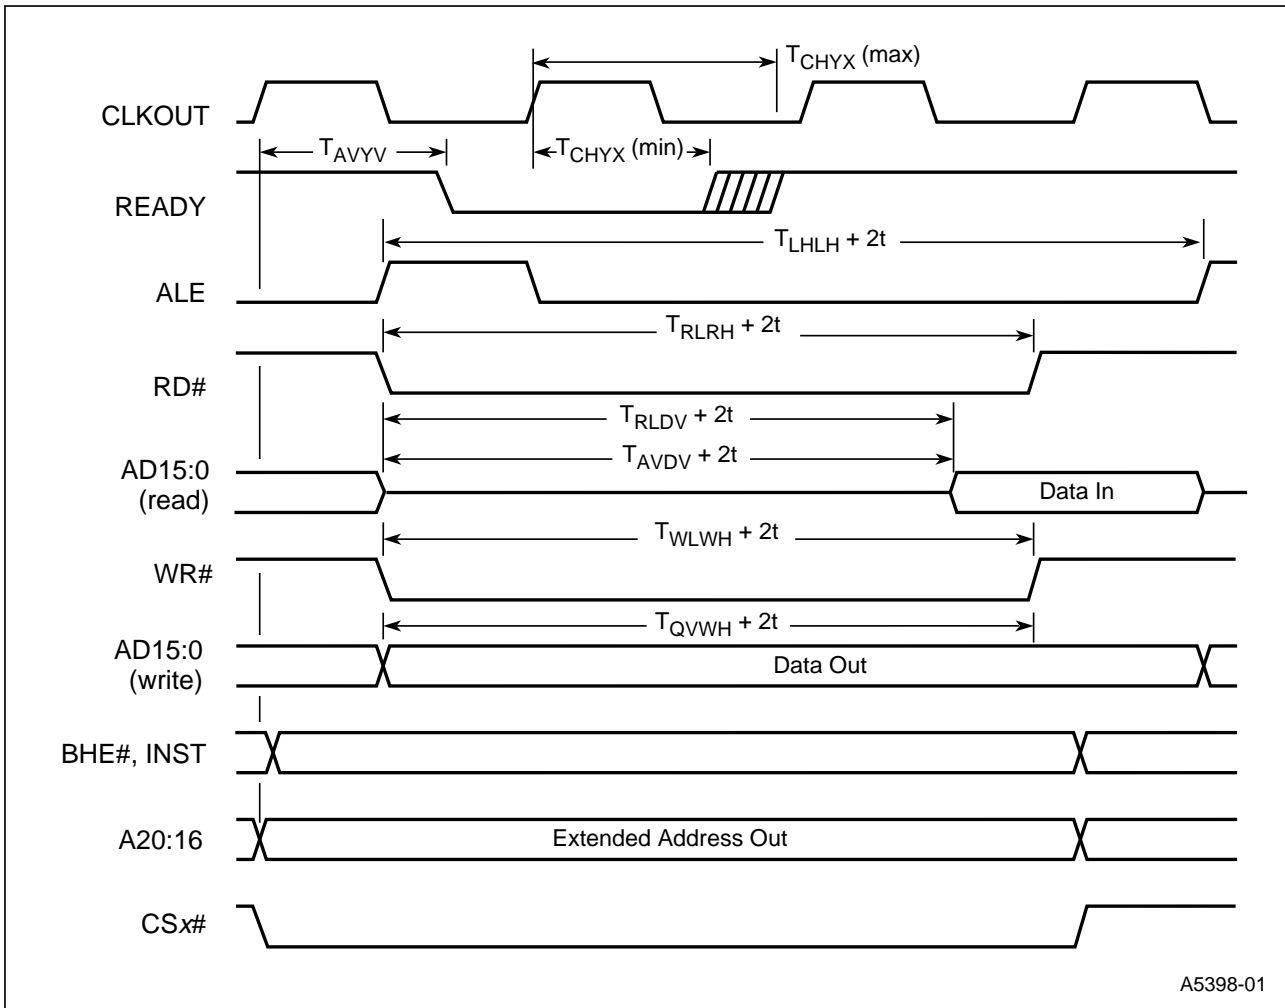 T_CHYX (max)
CLKOUT
T_AVYV
T_CHYX (min)
READY
T_LHLH + 2t
ALE
T_RLRH + 2t
RD#
T_RLDV + 2t
AD15:0
(read)
T_AVDV + 2t
Data In
T_WLWH + 2t
WR#
T_QVWH + 2t
AD15:0
(write)
Data Out
BHE#, INST
A20:16
Extended Address Out
CSx#
A5398-01